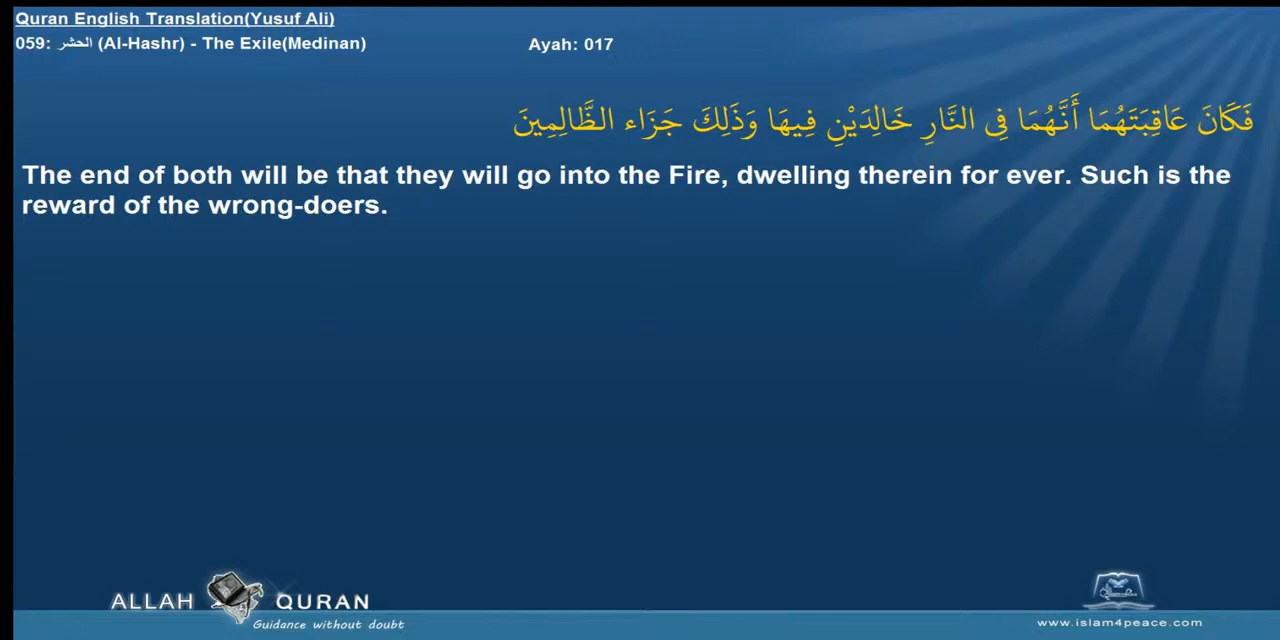 Quran English Translation(Yusuf Ali)
059: الحشر (Al-Hashr) - The Exile(Medinan) Ayah: 017
فَكَانَ عَاقِبَتَهُمَا أَنَّهُمَا فِي النَّارِ خَالِدَيْنِ فِيهَا وَذَلِكَ جَزَاء الظَّالِمِينَ
The end of both will be that they will go into the Fire, dwelling therein for ever. Such is the
reward of the wrong-doers.
ALLAH QURAN
Guidance without doubt
www.islam4peace.com